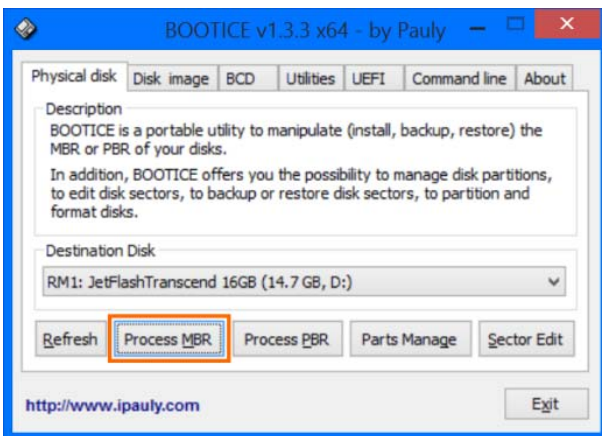 BOOTICE v1.3.3 x64 - by Pauly
Physical disk Disk image BCD Utilities UEFI Command line About
Description
BOOTICE is a portable utility to manipulate (install, backup, restore) the
MBR or PBR of your disks.
In addition, BOOTICE offers you the possibility to manage disk partitions,
to edit disk sectors, to backup or restore disk sectors, to partition and
format disks.
Destination Disk
RM1: JetFlashTranscend 16GB (14.7 GB, D:)
Refresh Process MBR Process PBR Parts Manage Sector Edit
http://www.ipauly.com Exit